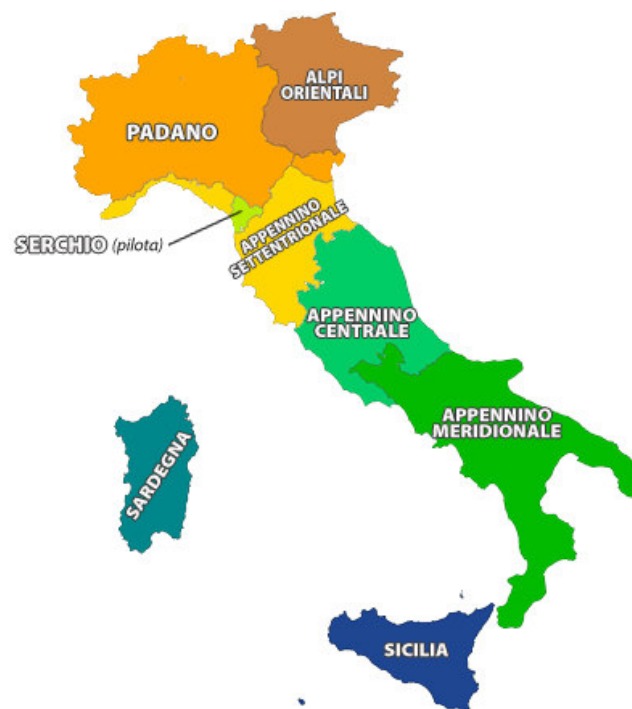 ALPI
ORIENTALI
PADANO
SERCHIO (pilota)
APPENNINO
SETTENTRIONALE
APPENNINO
CENTRALE
APPENNINO
MERIDIONALE
SARDEGNA
SICILIA